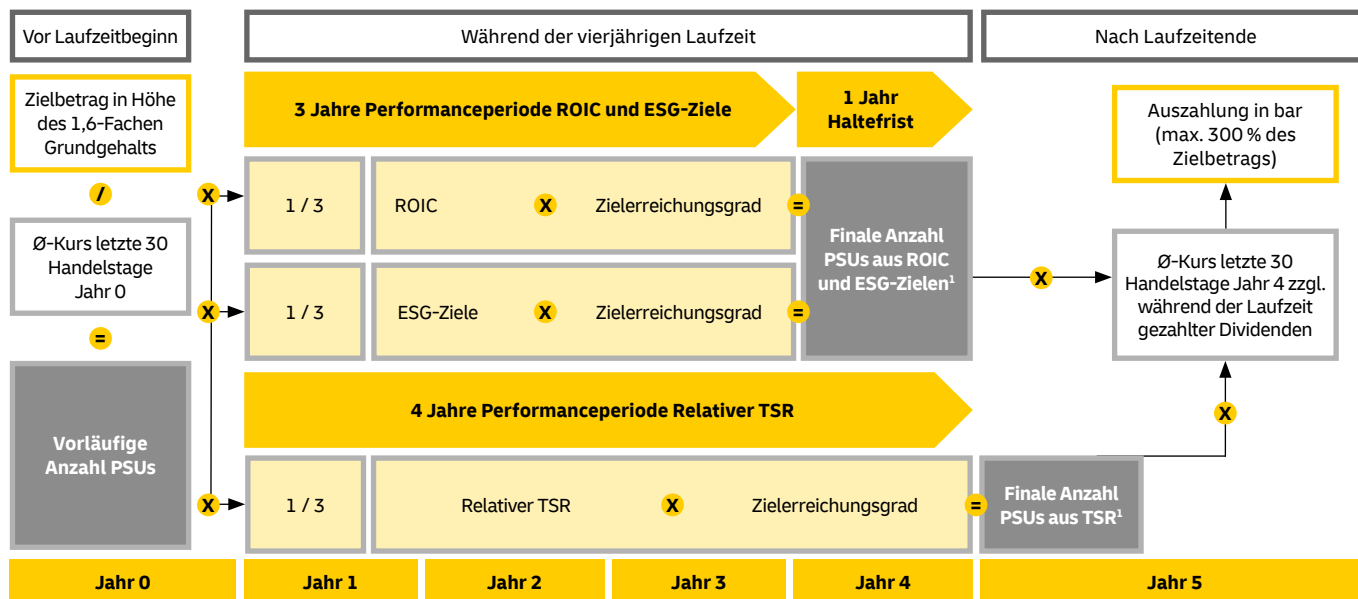 Vor Laufzeitbeginn
Während der vierjährigen Laufzeit
Nach Laufzeitende
Zielbetrag in Höhe
des 1,6-Fachen
Grundgehalts
/
Ø-Kurs letzte 30
Handelstage
Jahr 0
=
Vorläufige
Anzahl PSUs
3 Jahre Performanceperiode ROIC und ESG-Ziele
1 Jahr
Haltefrist
X
1 / 3
ROIC
X
Zielerreichungsgrad
=
X
1 / 3
ESG-Ziele
X
Zielerreichungsgrad
=
Finale Anzahl
PSUs aus ROIC
und ESG-Zielen¹
X
4 Jahre Performanceperiode Relativer TSR
X
1 / 3
Relativer TSR
X
Zielerreichungsgrad
=
Finale Anzahl
PSUs aus TSR¹
X
Auszahlung in bar
(max. 300 % des
Zielbetrags)
Ø-Kurs letzte 30
Handelstage Jahr 4 zzgl.
während der Laufzeit
gezahlter Dividenden
Jahr 0
Jahr 1
Jahr 2
Jahr 3
Jahr 4
Jahr 5